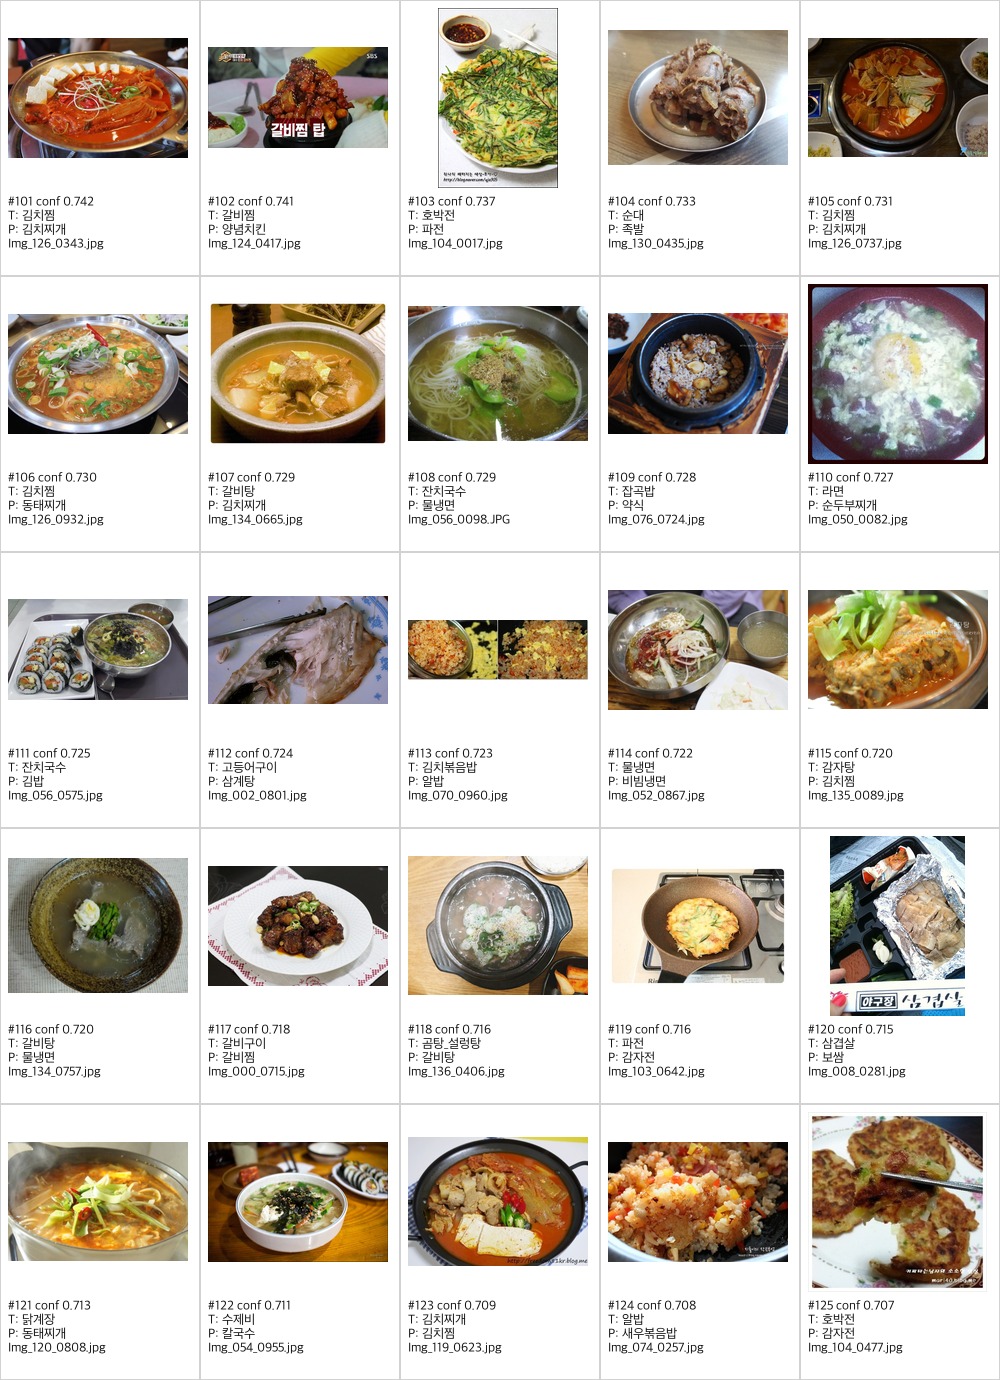 SBS
갈비찜 탑
#101 conf 0.742
T: 김치찜
P: 김치찌개
Img_126_0343.jpg
#102 conf 0.741
T: 갈비찜
P: 양념치킨
Img_124_0417.jpg
#103 conf 0.737
T: 호박전
P: 파전
Img_104_0017.jpg
#104 conf 0.733
T: 순대
P: 족발
Img_130_0435.jpg
#105 conf 0.731
T: 김치찜
P: 김치찌개
Img_126_0737.jpg
#106 conf 0.730
T: 김치찜
P: 동태찌개
Img_126_0932.jpg
#107 conf 0.729
T: 갈비탕
P: 김치찌개
Img_134_0665.jpg
#108 conf 0.729
T: 잔치국수
P: 물냉면
Img_056_0098.JPG
#109 conf 0.728
T: 잡곡밥
P: 약식
Img_076_0724.jpg
#110 conf 0.727
T: 라면
P: 순두부찌개
Img_050_0082.jpg
#111 conf 0.725
T: 잔치국수
P: 김밥
Img_056_0575.jpg
#112 conf 0.724
T: 고등어구이
P: 삼계탕
Img_002_0801.jpg
#113 conf 0.723
T: 김치볶음밥
P: 알밥
Img_070_0960.jpg
#114 conf 0.722
T: 물냉면
P: 비빔냉면
Img_052_0867.jpg
#115 conf 0.720
T: 감자탕
P: 김치찜
Img_135_0089.jpg
#116 conf 0.720
T: 갈비탕
P: 물냉면
Img_134_0757.jpg
#117 conf 0.718
T: 갈비구이
P: 갈비찜
Img_000_0715.jpg
#118 conf 0.716
T: 곰탕_설렁탕
P: 갈비탕
Img_136_0406.jpg
#119 conf 0.716
T: 파전
P: 감자전
Img_103_0642.jpg
야구장 삼겹살
#120 conf 0.715
T: 삼겹살
P: 보쌈
Img_008_0281.jpg
#121 conf 0.713
T: 닭계장
P: 동태찌개
Img_120_0808.jpg
#122 conf 0.711
T: 수제비
P: 칼국수
Img_054_0955.jpg
#123 conf 0.709
T: 김치찌개
P: 김치찜
Img_119_0623.jpg
#124 conf 0.708
T: 알밥
P: 새우볶음밥
Img_074_0257.jpg
#125 conf 0.707
T: 호박전
P: 감자전
Img_104_0477.jpg